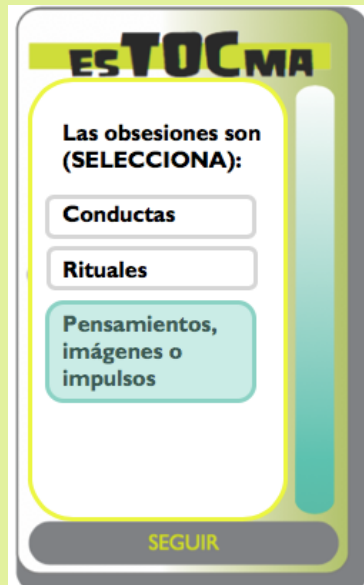 esTOCma
Las obsesiones son
(SELECCIONA):
Conductas
Rituales
Pensamientos,
imágenes o
impulsos
SEGUIR